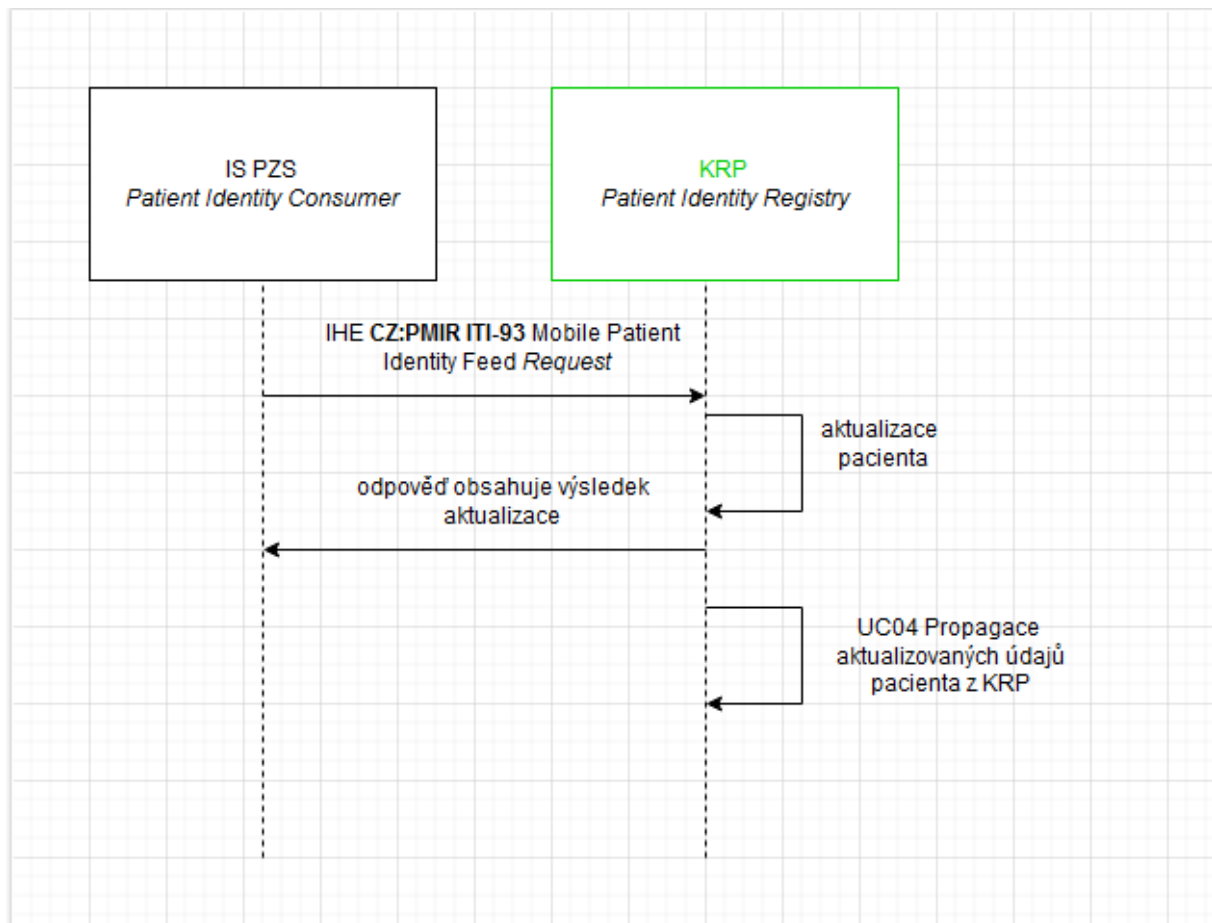 IS PZS
Patient Identity Consumer
KRP
Patient Identity Registry
IHE CZ:PMIR ITI-93 Mobile Patient
Identity Feed Request
aktualizace
pacienta
odpověď obsahuje výsledek
aktualizace
UC04 Propagace
aktualizovaných údajů
pacienta z KRP